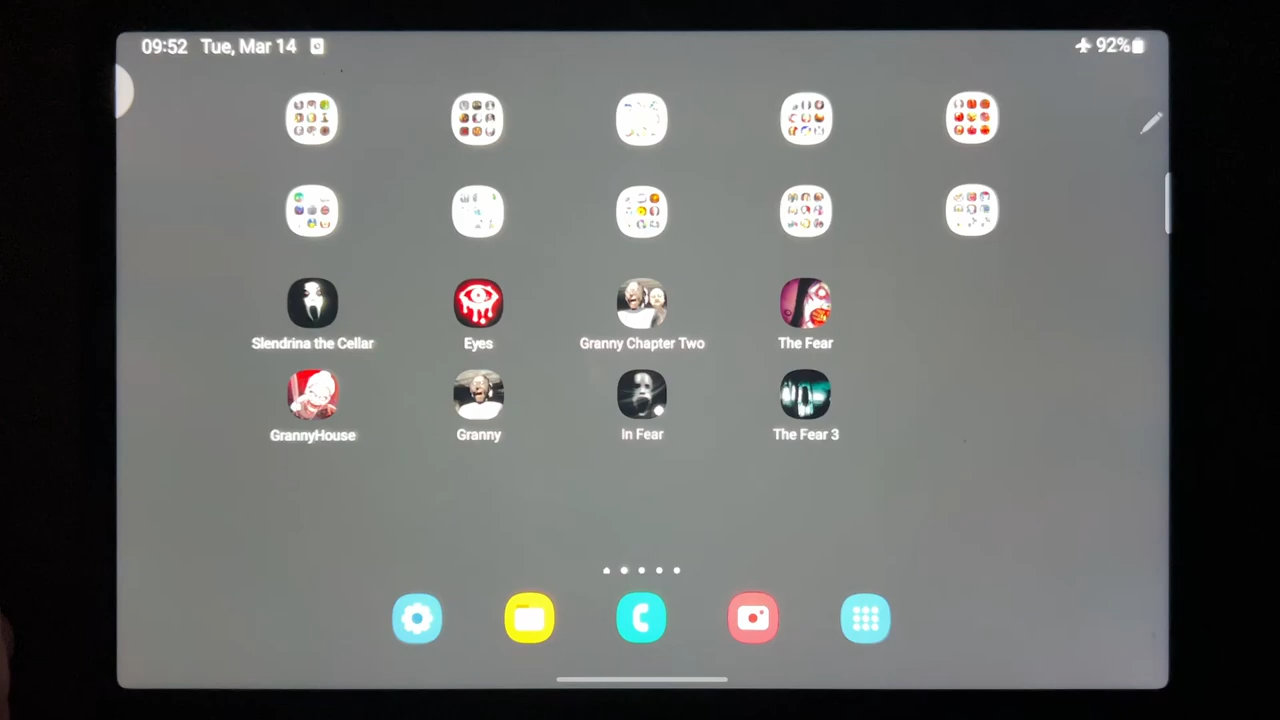 09:52 Tue, Mar 14
92%
Slendrina the Cellar
Eyes
Granny Chapter Two
The Fear
GrannyHouse
Granny
In Fear
The Fear 3